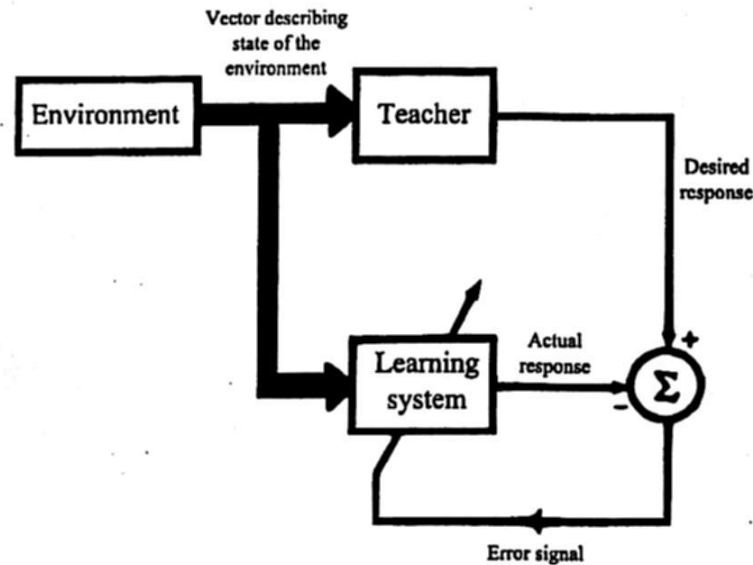 Vector describing
state of the
environment
Environment
Teacher
Desired
response
Learning
system
Actual
response
+
-
Σ
Error signal